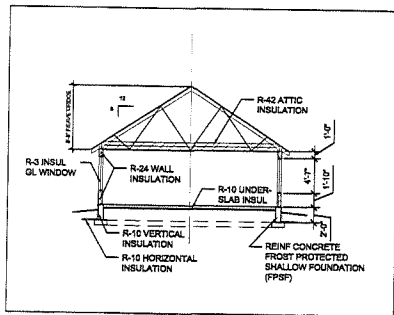 12
8
R-42 ATTIC
INSULATION
1'-0"
R-3 INSUL
GL WINDOW
R-24 WALL
INSULATION
4'-7"
R-10 UNDER-
SLAB INSUL
1'-10"
R-10 VERTICAL
INSULATION
2'-0"
R-10 HORIZONTAL
INSULATION
REINF CONCRETE
FROST PROTECTED
SHALLOW FOUNDATION
(FPSF)